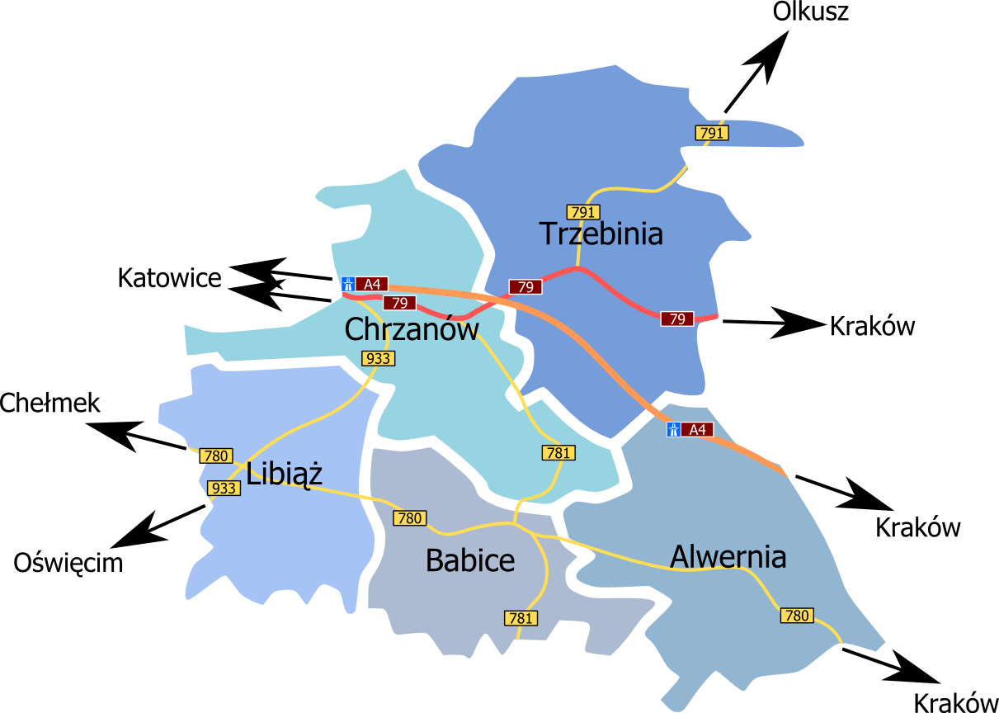 Olkusz
791
791
Trzebinia
Katowice
A4
79
79
79
Kraków
Chrzanów
933
Chełmek
A4
780
781
Libiąż
933
780
Kraków
Oświęcim
Babice
Alwernia
781
780
Kraków